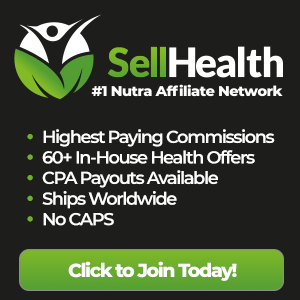 SellHealth
#1 Nutra Affiliate Network
• Highest Paying Commissions
• 60+ In-House Health Offers
• CPA Payouts Available
• Ships Worldwide
• No CAPS
Click to Join Today!